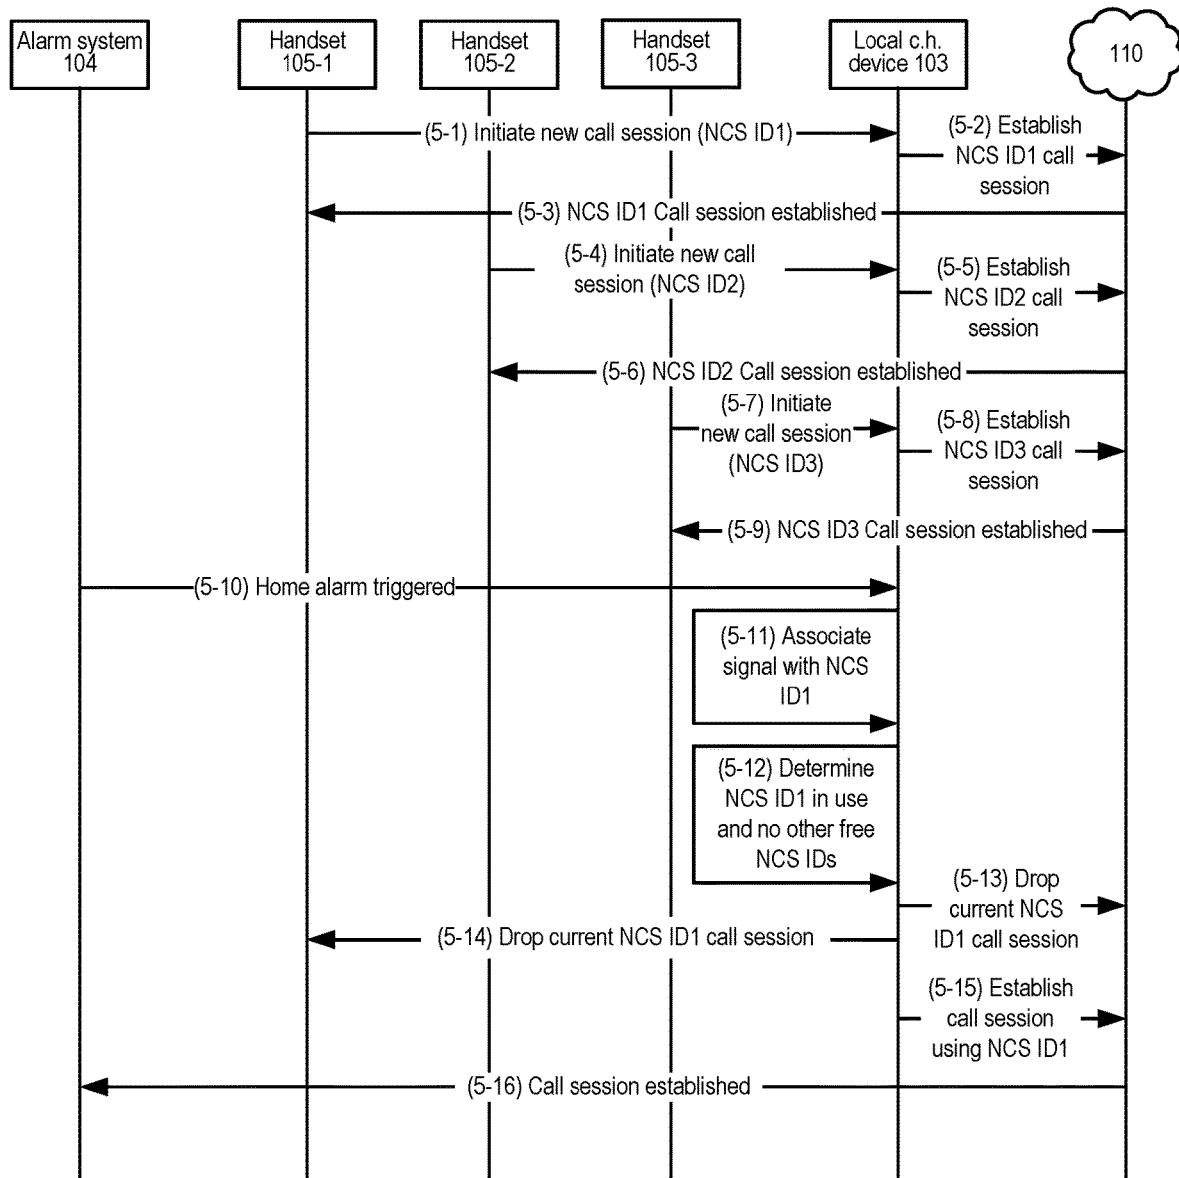 Alarm system
104
Handset
105-1
Handset
105-2
Handset
105-3
Local c.h.
device 103
110
(5-1) Initiate new call session (NCS ID1)
(5-2) Establish
NCS ID1 call
session
(5-3) NCS ID1 Call session established
(5-4) Initiate new call
session (NCS ID2)
(5-5) Establish
NCS ID2 call
session
(5-6) NCS ID2 Call session established
(5-7) Initiate
new call session
(NCS ID3)
(5-8) Establish
NCS ID3 call
session
(5-9) NCS ID3 Call session established
(5-10) Home alarm triggered
(5-11) Associate
signal with NCS
ID1
(5-12) Determine
NCS ID1 in use
and no other free
NCS IDs
(5-13) Drop
current NCS
ID1 call session
(5-14) Drop current NCS ID1 call session
(5-15) Establish
call session
using NCS ID1
(5-16) Call session established